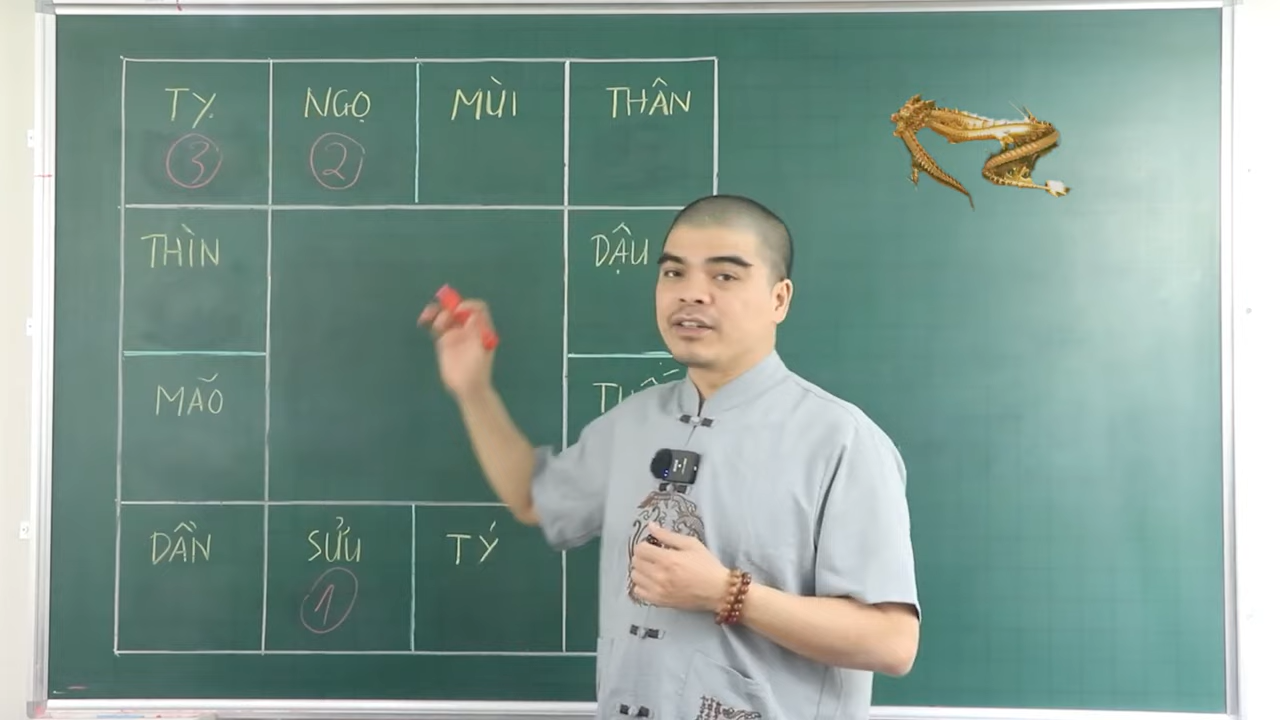 TỴ NGỌ MÙI THÂN
3 2
THÌN DẬU
MÃO
DẦN SỬU TÝ
1